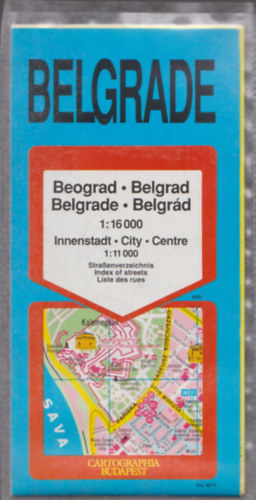 BELGRADE
Beograd • Belgrad
Belgrade • Belgrád
1:16 000
Innenstadt • City • Centre
1:11 000
Straßenverzeichnis
Index of streets
Liste des rues
SAVA
CARTOGRAPHIA
BUDAPEST